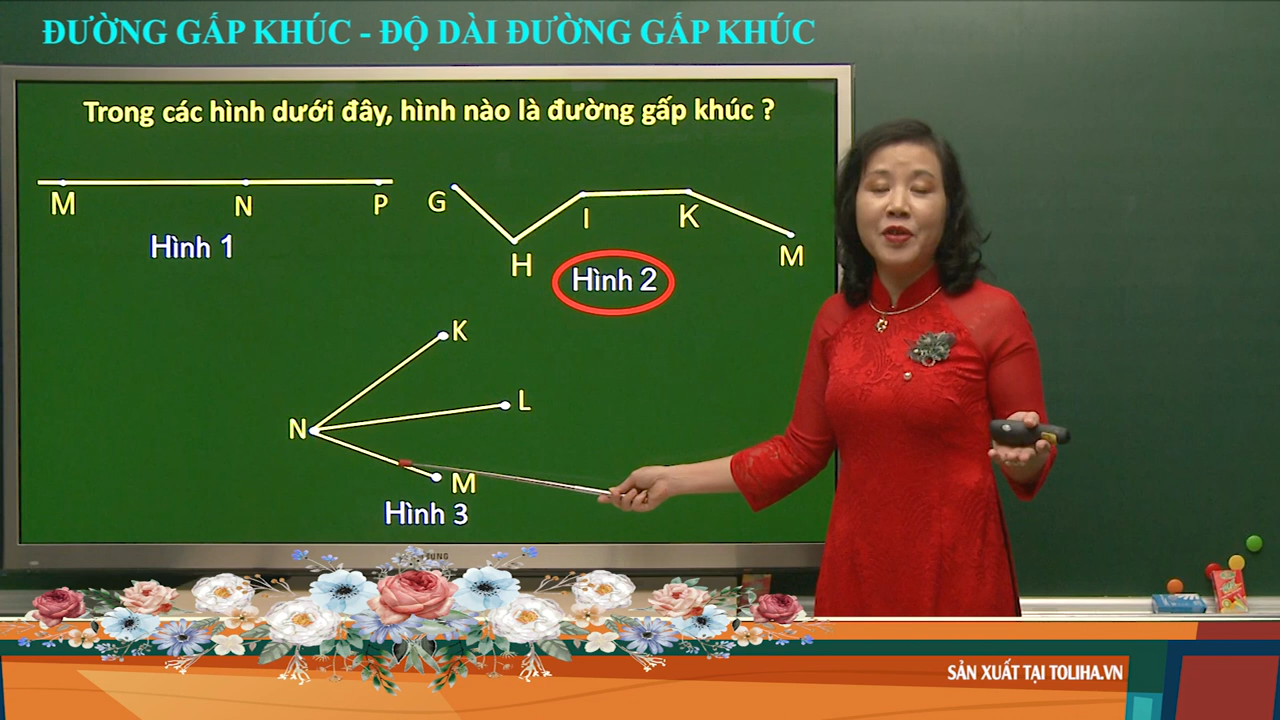 ĐƯỜNG GẤP KHÚC - ĐỘ DÀI ĐƯỜNG GẤP KHÚC
Trong các hình dưới đây, hình nào là đường gấp khúc ?
M N P
Hình 1
G H I K M
Hình 2
K
N L
M
Hình 3
SẢN XUẤT TẠI TOLIHA.VN